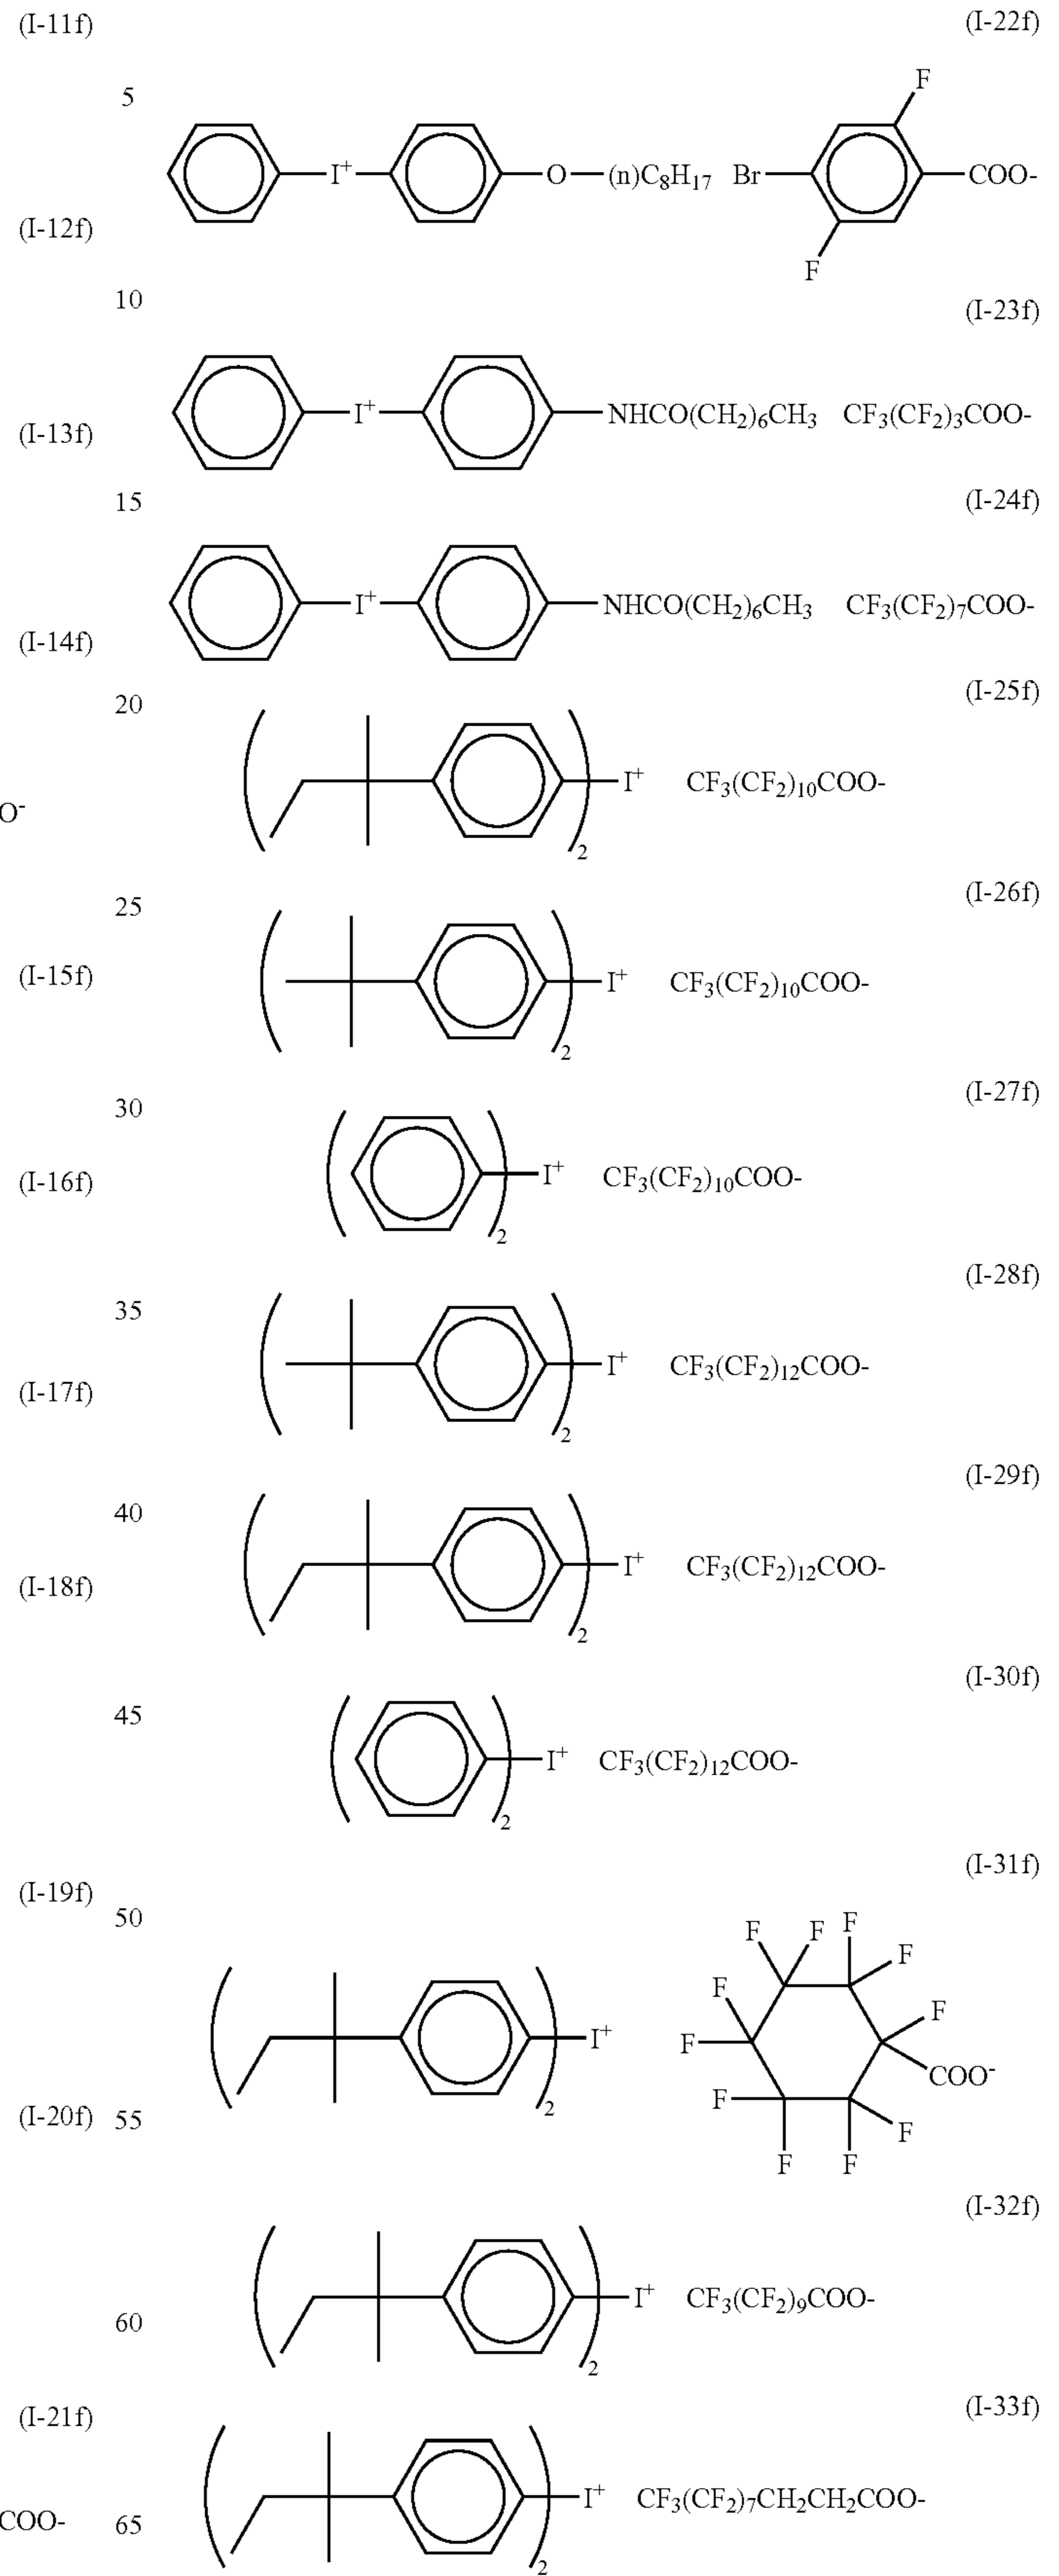 (I-11f)
(I-22f)
5
F
I+
O
(n)C8H17
Br
COO-
F
(I-12f)
10
(I-23f)
I+
NHCO(CH2)6CH3
CF3(CF2)3COO-
(I-13f)
15
(I-24f)
I+
NHCO(CH2)6CH3
CF3(CF2)7COO-
(I-14f)
20
(I-25f)
I+
CF3(CF2)10COO-
2
O-
25
(I-26f)
(I-15f)
I+
CF3(CF2)10COO-
2
30
(I-27f)
(I-16f)
I+
CF3(CF2)10COO-
2
35
(I-28f)
(I-17f)
I+
CF3(CF2)12COO-
2
40
(I-29f)
(I-18f)
I+
CF3(CF2)12COO-
2
45
(I-30f)
I+
CF3(CF2)12COO-
2
(I-19f)
50
(I-31f)
F F F
F
F
F
F
I+
COO-
2
(I-20f)
55
F
F
F F
(I-32f)
60
I+
CF3(CF2)9COO-
2
(I-21f)
(I-33f)
I+
CF3(CF2)7CH2CH2COO-
2
COO-
65